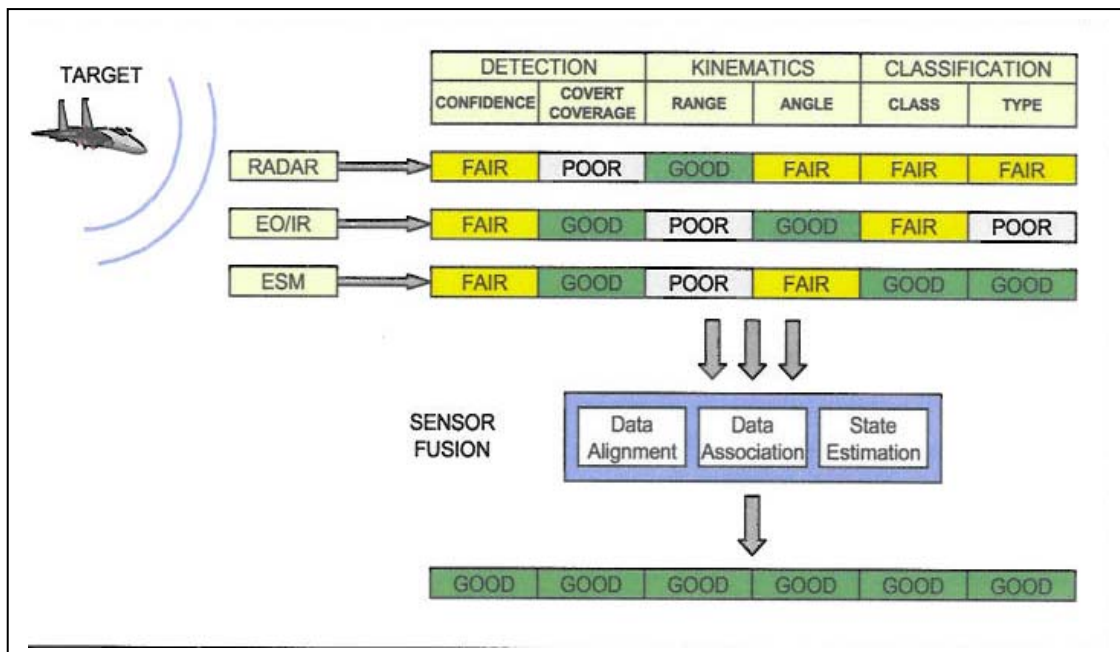 TARGET
DETECTION KINEMATICS CLASSIFICATION
CONFIDENCE COVERT COVERAGE RANGE ANGLE CLASS TYPE
RADAR FAIR POOR GOOD FAIR FAIR FAIR
EO/IR FAIR GOOD POOR GOOD FAIR POOR
ESM FAIR GOOD POOR FAIR GOOD GOOD
SENSOR
FUSION
Data
Alignment
Data
Association
State
Estimation
GOOD GOOD GOOD GOOD GOOD GOOD